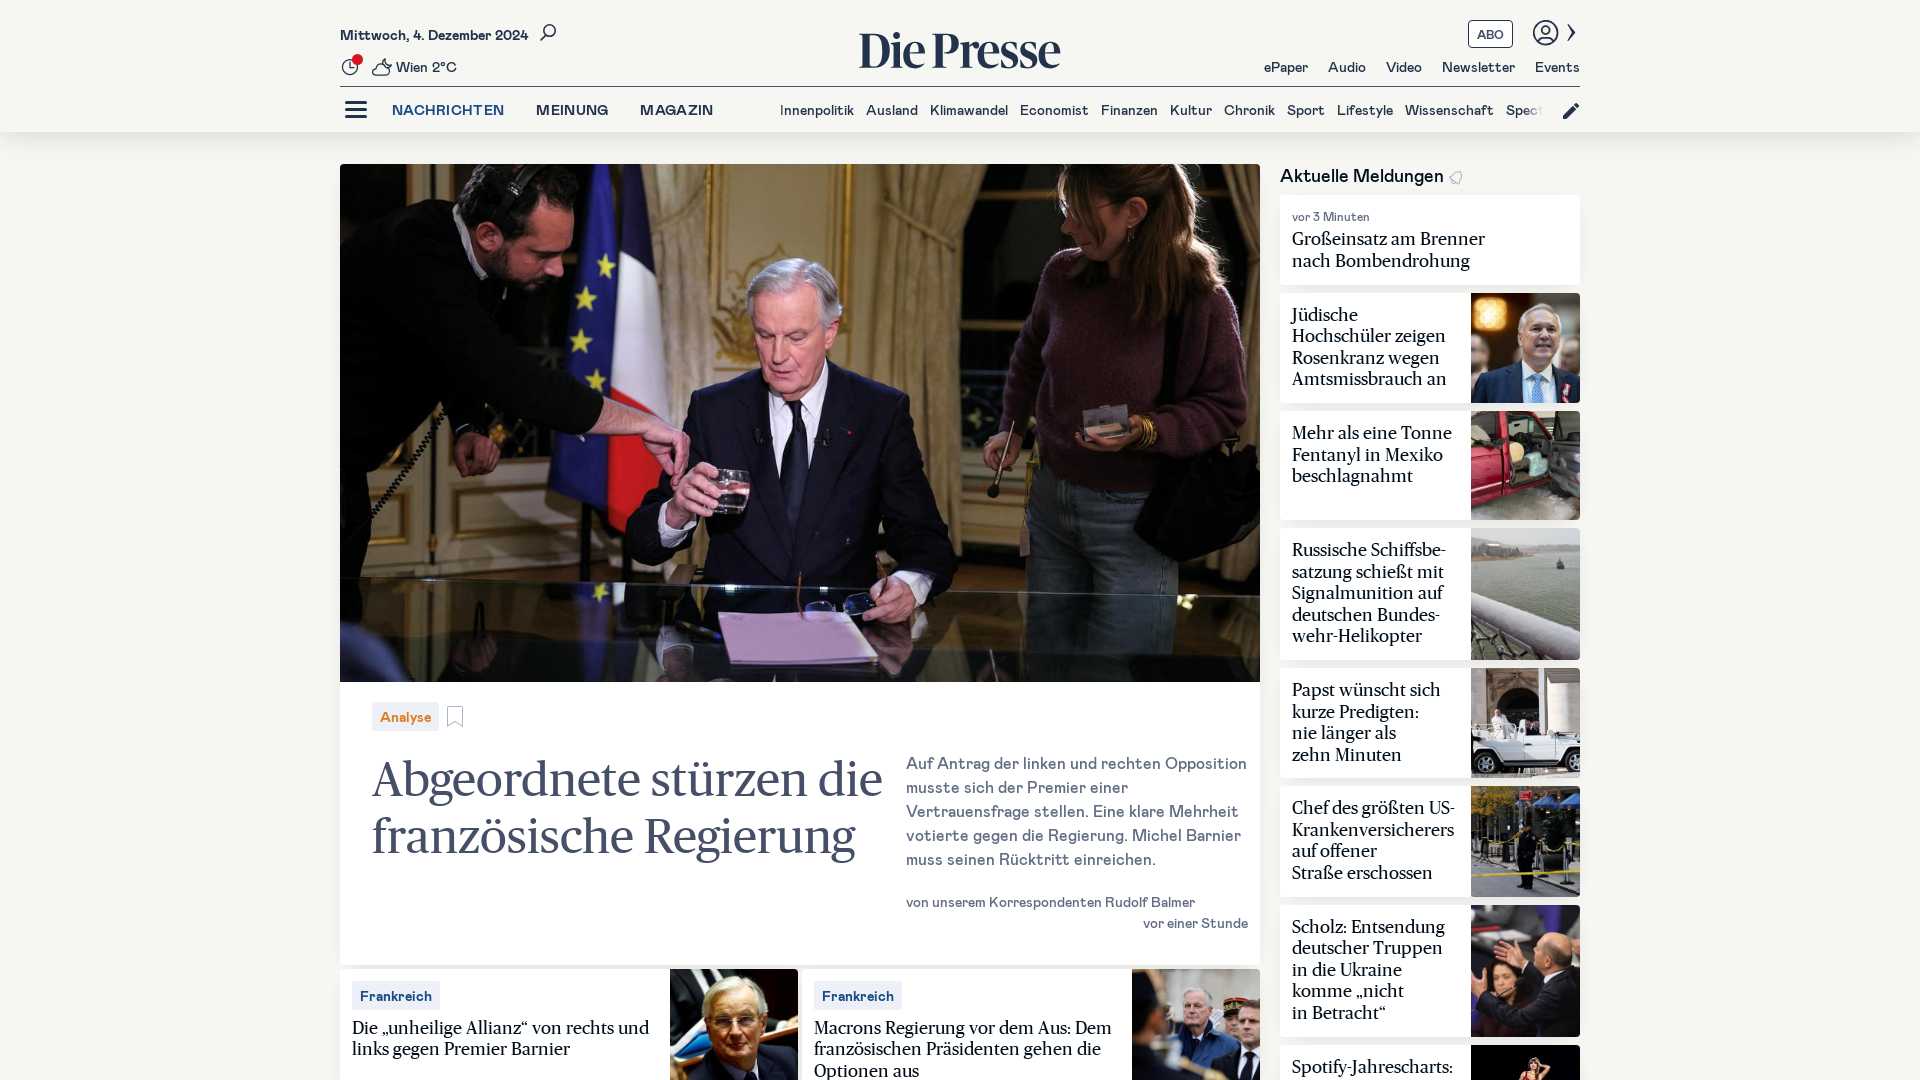 Mittwoch, 4. Dezember 2024
Wien 2°C
Die Presse
ABO
ePaper Audio Video Newsletter Events
NACHRICHTEN MEINUNG MAGAZIN
Innenpolitik Ausland Klimawandel Economist Finanzen Kultur Chronik Sport Lifestyle Wissenschaft Spect
Analyse
Abgeordnete stürzen die
französische Regierung
Auf Antrag der linken und rechten Opposition
musste sich der Premier einer
Vertrauensfrage stellen. Eine klare Mehrheit
votierte gegen die Regierung. Michel Barnier
muss seinen Rücktritt einreichen.
von unserem Korrespondenten Rudolf Balmer
vor einer Stunde
Frankreich
Die „unheilige Allianz“ von rechts und
links gegen Premier Barnier
Frankreich
Macrons Regierung vor dem Aus: Dem
französischen Präsidenten gehen die
Optionen aus
Aktuelle Meldungen
vor 3 Minuten
Großeinsatz am Brenner
nach Bombendrohung
Jüdische
Hochschüler zeigen
Rosenkranz wegen
Amtsmissbrauch an
Mehr als eine Tonne
Fentanyl in Mexiko
beschlagnahmt
Russische Schiffsbe-
satzung schießt mit
Signalmunition auf
deutschen Bundes-
wehr-Helikopter
Papst wünscht sich
kurze Predigten:
nie länger als
zehn Minuten
Chef des größten US-
Krankenversicherers
auf offener
Straße erschossen
Scholz: Entsendung
deutscher Truppen
in die Ukraine
komme „nicht
in Betracht“
Spotify-Jahrescharts: